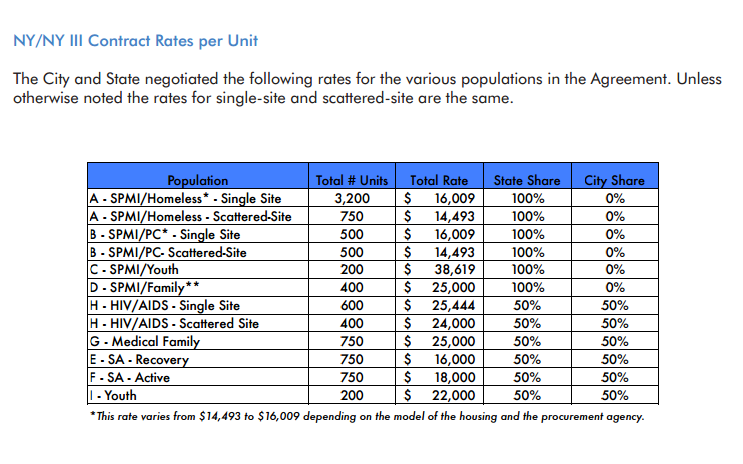 NY/NY III Contract Rates per Unit
The City and State negotiated the following rates for the various populations in the Agreement. Unless
otherwise noted the rates for single-site and scattered-site are the same.
Population Total # Units Total Rate State Share City Share
A - SPMI/Homeless* - Single Site 3,200 $ 16,009 100% 0%
A - SPMI/Homeless - Scattered-Site 750 $ 14,493 100% 0%
B - SPMI/PC* - Single Site 500 $ 16,009 100% 0%
B - SPMI/PC- Scattered-Site 500 $ 14,493 100% 0%
C - SPMI/Youth 200 $ 38,619 100% 0%
D - SPMI/Family** 400 $ 25,000 100% 0%
H - HIV/AIDS - Single Site 600 $ 25,444 50% 50%
H - HIV/AIDS - Scattered Site 400 $ 24,000 50% 50%
G - Medical Family 750 $ 25,000 50% 50%
E - SA - Recovery 750 $ 16,000 50% 50%
F - SA - Active 750 $ 18,000 50% 50%
I - Youth 200 $ 22,000 50% 50%
*This rate varies from $14,493 to $16,009 depending on the model of the housing and the procurement agency.